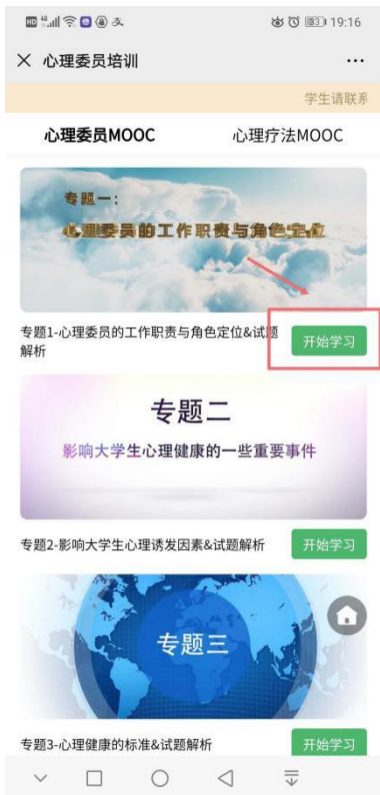 HD 4G 83 19:16
心理委员培训
学生请联系
心理委员MOOC 心理疗法MOOC
专题一:
心理委员的工作职责与角色定位
专题1-心理委员的工作职责与角色定位&试题
解析
开始学习
专题二
影响大学生心理健康的一些重要事件
专题2-影响大学生心理诱发因素&试题解析 开始学习
专题三
专题3-心理健康的标准&试题解析 开始学习